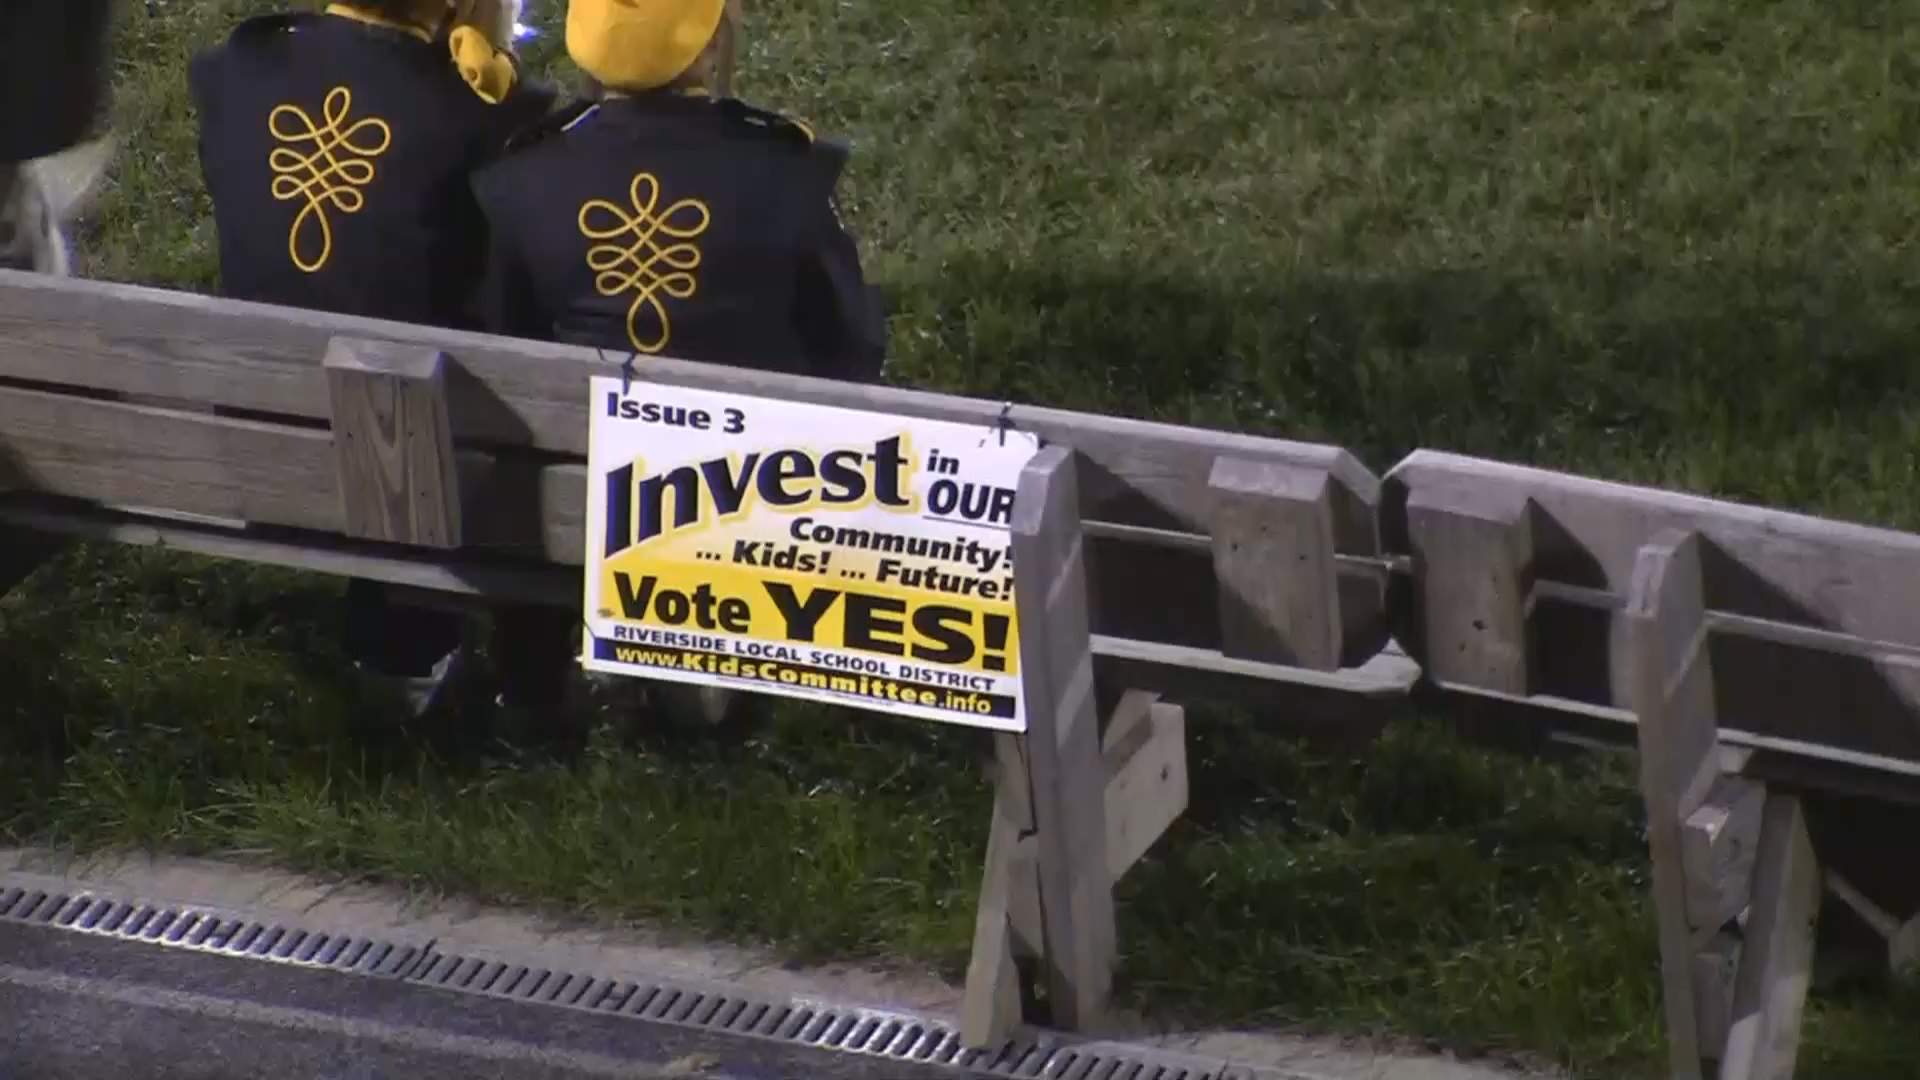 Issue 3
Invest in OUR
Community!
... Kids! ... Future!
Vote YES!
RIVERSIDE LOCAL SCHOOL DISTRICT
www.KidsCommittee.info